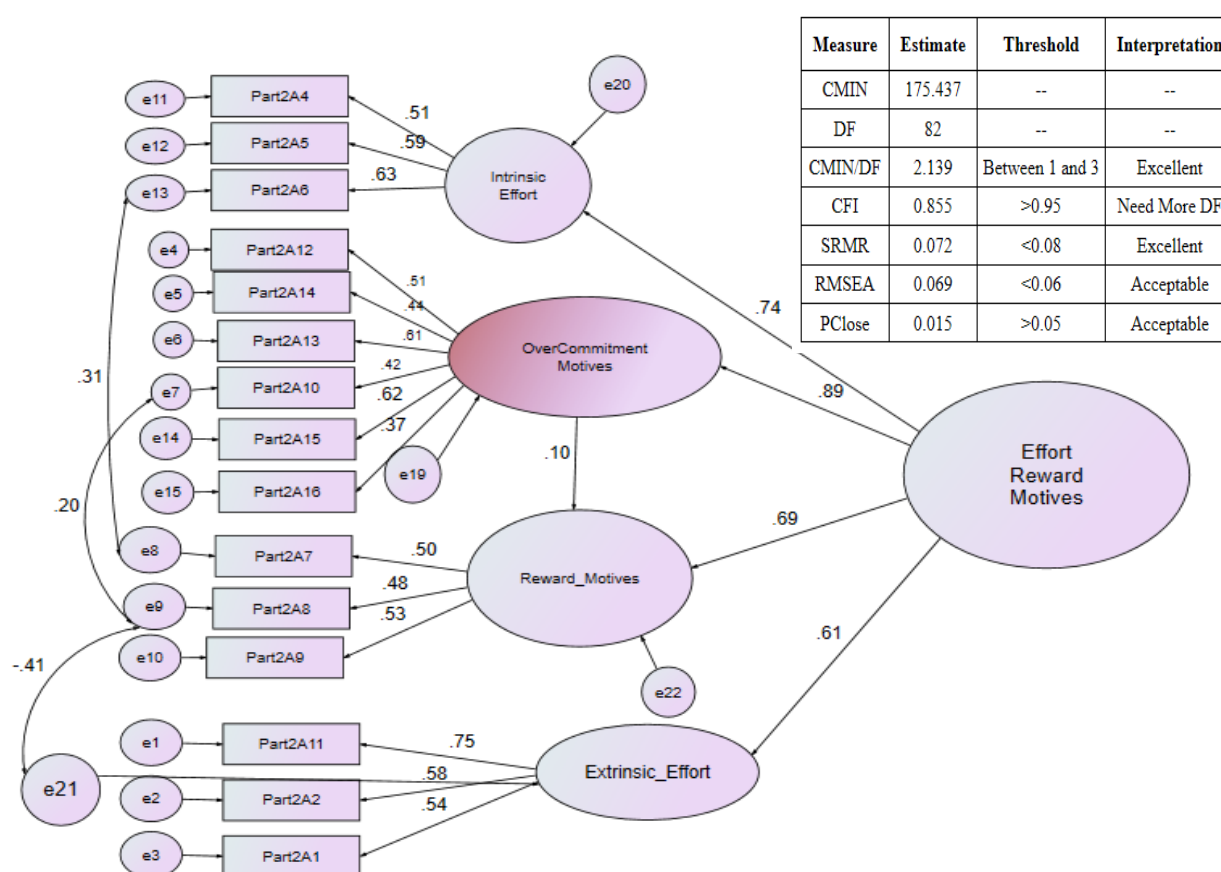 Measure Estimate Threshold Interpretation
CMIN 175.437 -- --
DF 82 -- --
CMIN/DF 2.139 Between 1 and 3 Excellent
CFI 0.855 >0.95 Need More DF
SRMR 0.072 <0.08 Excellent
RMSEA 0.069 <0.06 Acceptable
PClose 0.015 >0.05 Acceptable
e11 Part2A4 .51 e20
e12 Part2A5 .59
e13 Part2A6 .63
Intrinsic
Effort
e4 Part2A12 .51 .74
e5 Part2A14 .44
e6 Part2A13 .61
OverCommitment
Motives
.31
e7 Part2A10 .42 .89
.62
e14 Part2A15 .37
e15 Part2A16 e19 .10
Effort
Reward
Motives
.20
e8 Part2A7 .50 .69
Reward_Motives
e9 Part2A8 .48
.53
e10 Part2A9 .61
-.41
e22
e1 Part2A11 .75
Extrinsic_Effort
e21 .58
e2 Part2A2 .54
e3 Part2A1